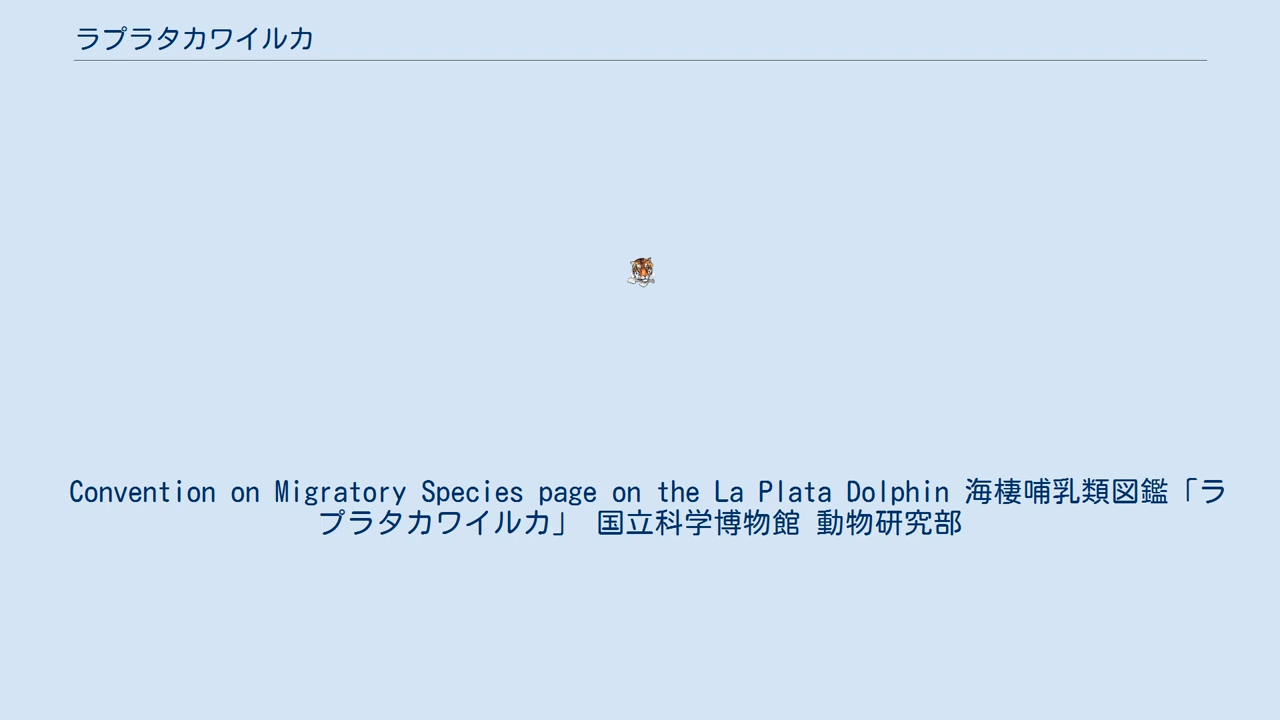 ラプラタカワイルカ
Convention on Migratory Species page on the La Plata Dolphin 海棲哺乳類図鑑「ラ
プラタカワイルカ」 国立科学博物館 動物研究部